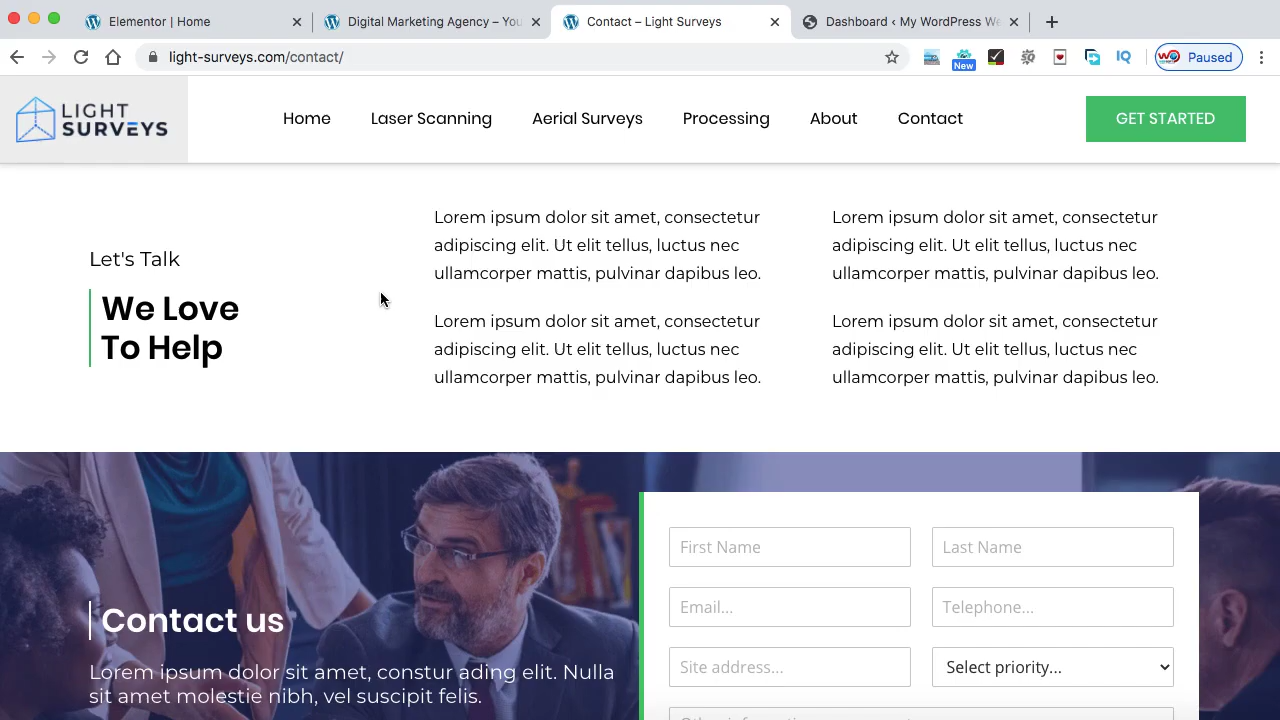 Elementor | Home
Digital Marketing Agency – You
Contact – Light Surveys
Dashboard ‹ My WordPress We
light-surveys.com/contact/
New
IQ
Paused
LIGHT
SURVEYS
Home
Laser Scanning
Aerial Surveys
Processing
About
Contact
GET STARTED
Let's Talk
We Love
To Help
Lorem ipsum dolor sit amet, consectetur
adipiscing elit. Ut elit tellus, luctus nec
ullamcorper mattis, pulvinar dapibus leo.
Lorem ipsum dolor sit amet, consectetur
adipiscing elit. Ut elit tellus, luctus nec
ullamcorper mattis, pulvinar dapibus leo.
Lorem ipsum dolor sit amet, consectetur
adipiscing elit. Ut elit tellus, luctus nec
ullamcorper mattis, pulvinar dapibus leo.
Lorem ipsum dolor sit amet, consectetur
adipiscing elit. Ut elit tellus, luctus nec
ullamcorper mattis, pulvinar dapibus leo.
Contact us
Lorem ipsum dolor sit amet, constur ading elit. Nulla
sit amet molestie nibh, vel suscipit felis.
First Name
Last Name
Email...
Telephone...
Site address...
Select priority...